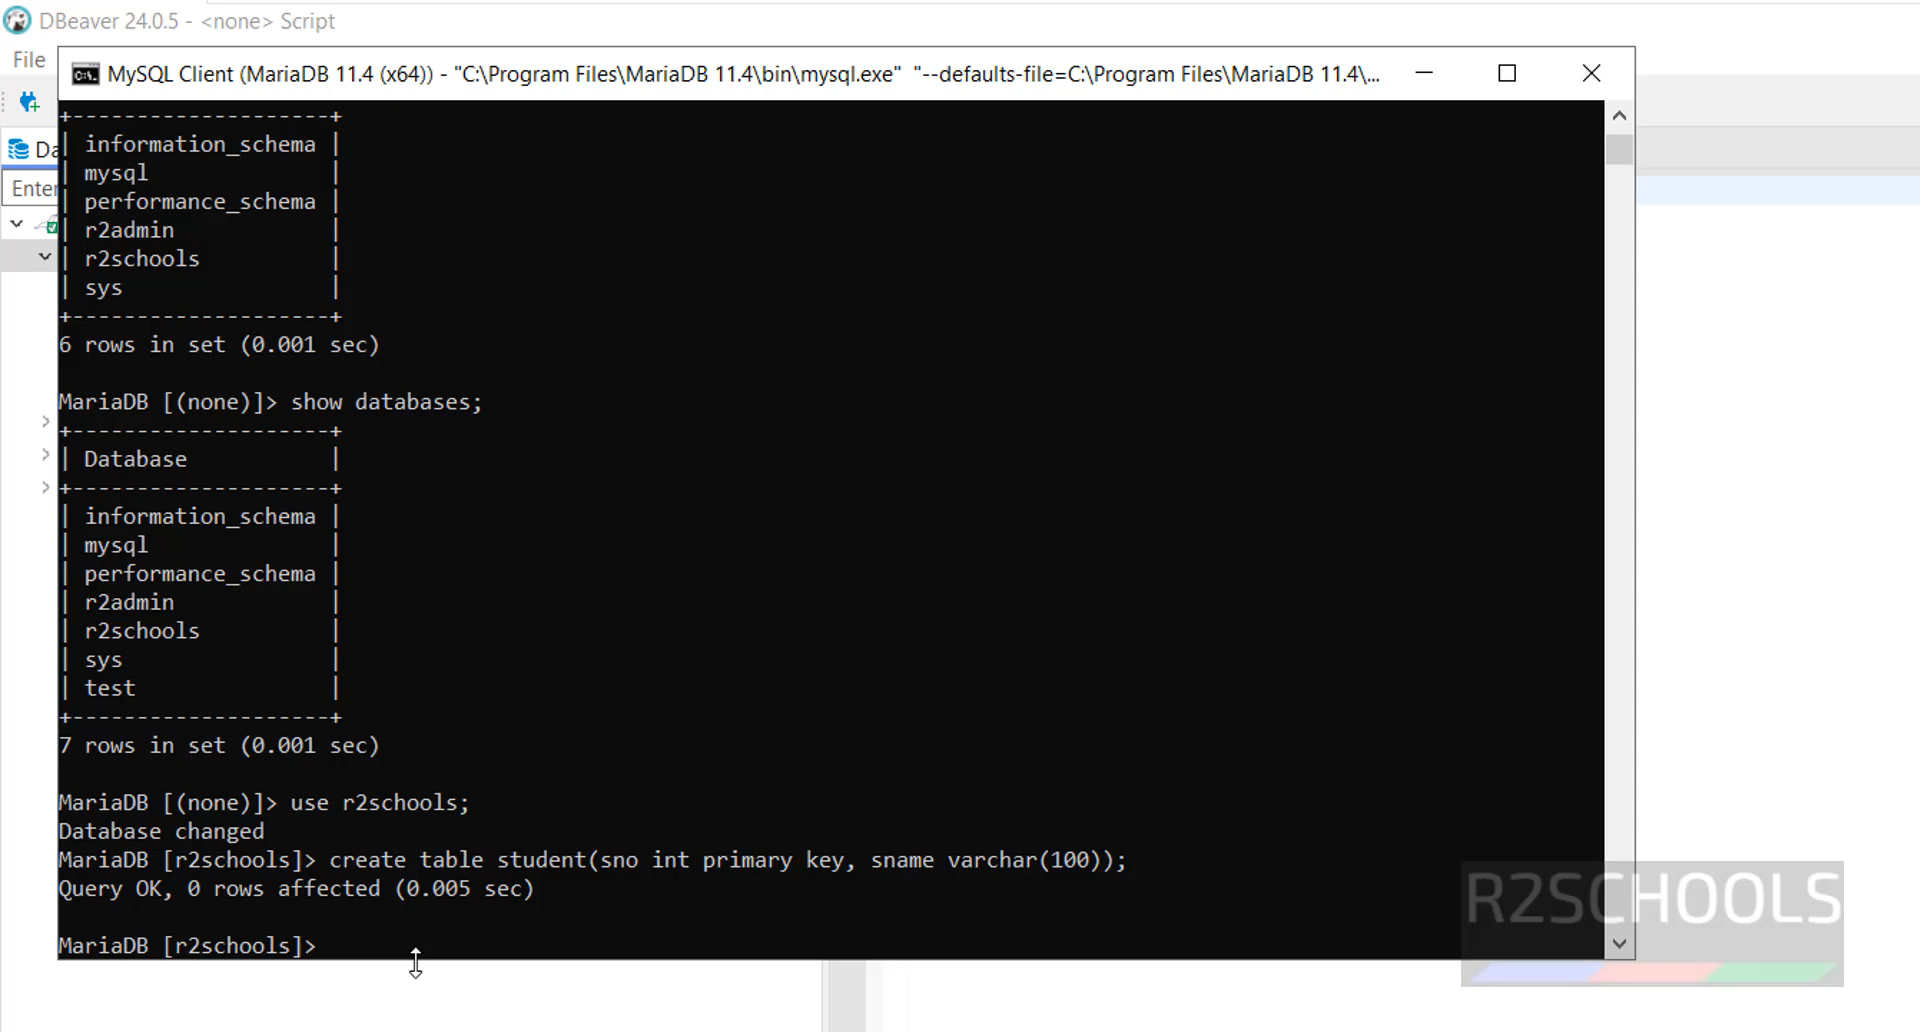 DBeaver 24.0.5 - <none> Script
File
MySQL Client (MariaDB 11.4 (x64)) - "C:\Program Files\MariaDB 11.4\bin\mysql.exe" "--defaults-file=C:\Program Files\MariaDB 11.4\...
Da
Enter
+--------------------+
| information_schema |
| mysql              |
| performance_schema |
| r2admin            |
| r2schools          |
| sys                |
+--------------------+
6 rows in set (0.001 sec)
MariaDB [(none)]> show databases;
+--------------------+
| Database           |
+--------------------+
| information_schema |
| mysql              |
| performance_schema |
| r2admin            |
| r2schools          |
| sys                |
| test               |
+--------------------+
7 rows in set (0.001 sec)
MariaDB [(none)]> use r2schools;
Database changed
MariaDB [r2schools]> create table student(sno int primary key, sname varchar(100));
Query OK, 0 rows affected (0.005 sec)
MariaDB [r2schools]>
R2SCHOOLS